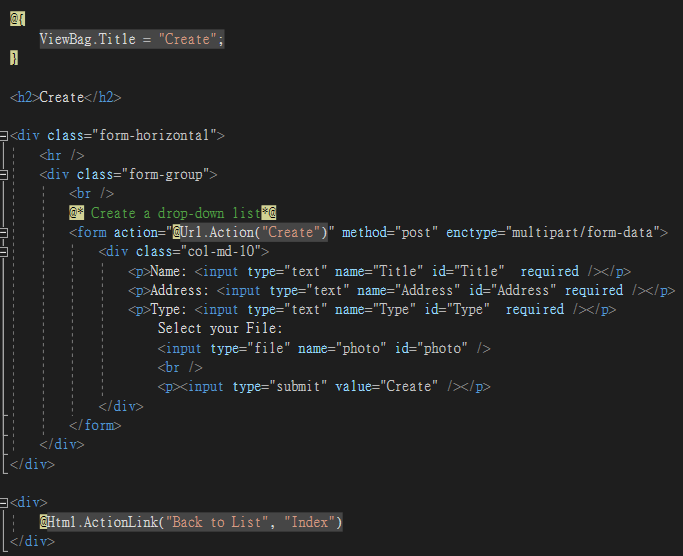 @{
    ViewBag.Title = "Create";
}

<h2>Create</h2>

<div class="form-horizontal">
    <hr />
    <div class="form-group">
        <br />
        @* Create a drop-down list*@
        <form action="@Url.Action("Create")" method="post" enctype="multipart/form-data">
            <div class="col-md-10">
                <p>Name: <input type="text" name="Title" id="Title"  required /></p>
                <p>Address: <input type="text" name="Address" id="Address" required /></p>
                <p>Type: <input type="text" name="Type" id="Type"  required /></p>
                    Select your File:
                    <input type="file" name="photo" id="photo" />
                    <br />
                    <p><input type="submit" value="Create" /></p>
            </div>
        </form>
    </div>
</div>

<div>
    @Html.ActionLink("Back to List", "Index")
</div>